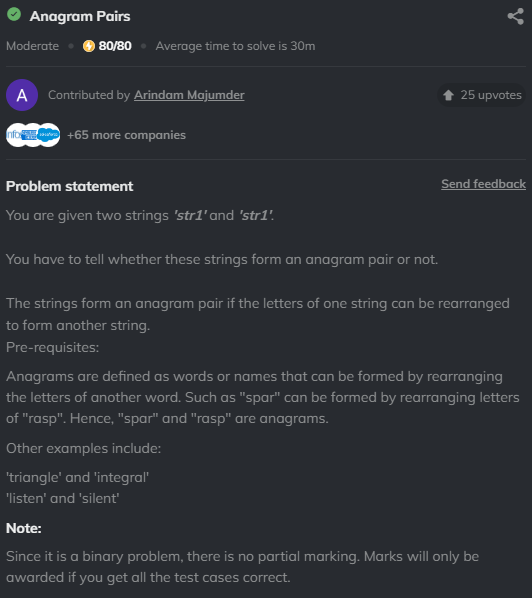 Anagram Pairs
Moderate • 80/80 • Average time to solve is 30m
A Contributed by Arindam Majumder 25 upvotes
+65 more companies
Problem statement Send feedback
You are given two strings 'str1' and 'str1'.
You have to tell whether these strings form an anagram pair or not.
The strings form an anagram pair if the letters of one string can be rearranged
to form another string.
Pre-requisites:
Anagrams are defined as words or names that can be formed by rearranging
the letters of another word. Such as "spar" can be formed by rearranging letters
of "rasp". Hence, "spar" and "rasp" are anagrams.
Other examples include:
'triangle' and 'integral'
'listen' and 'silent'
Note:
Since it is a binary problem, there is no partial marking. Marks will only be
awarded if you get all the test cases correct.